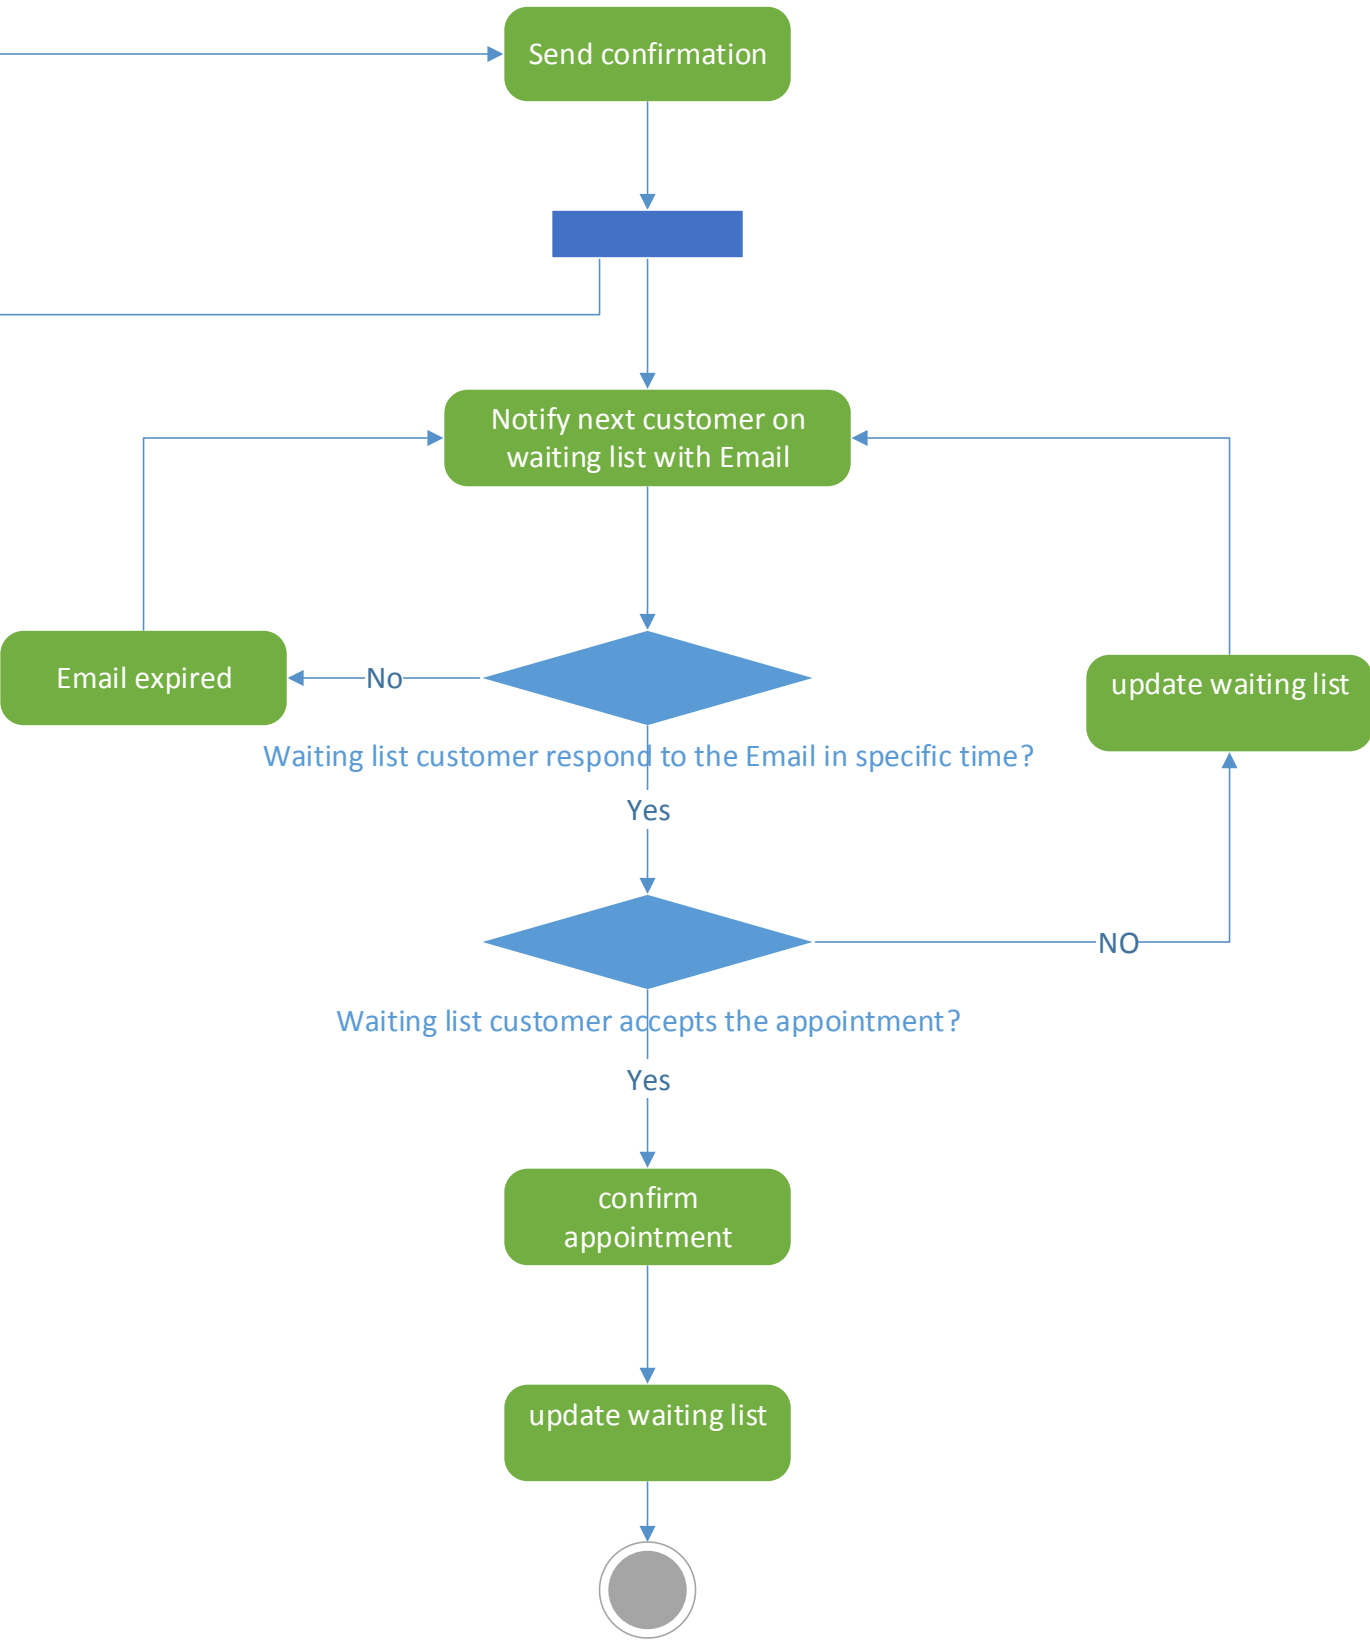 Send confirmation
Notify next customer on
waiting list with Email
Email expired
No
update waiting list
Waiting list customer respond to the Email in specific time?
Yes
NO
Waiting list customer accepts the appointment?
Yes
confirm
appointment
update waiting list